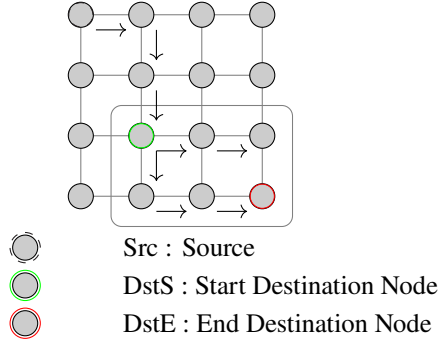 Src : Source
DstS : Start Destination Node
DstE : End Destination Node